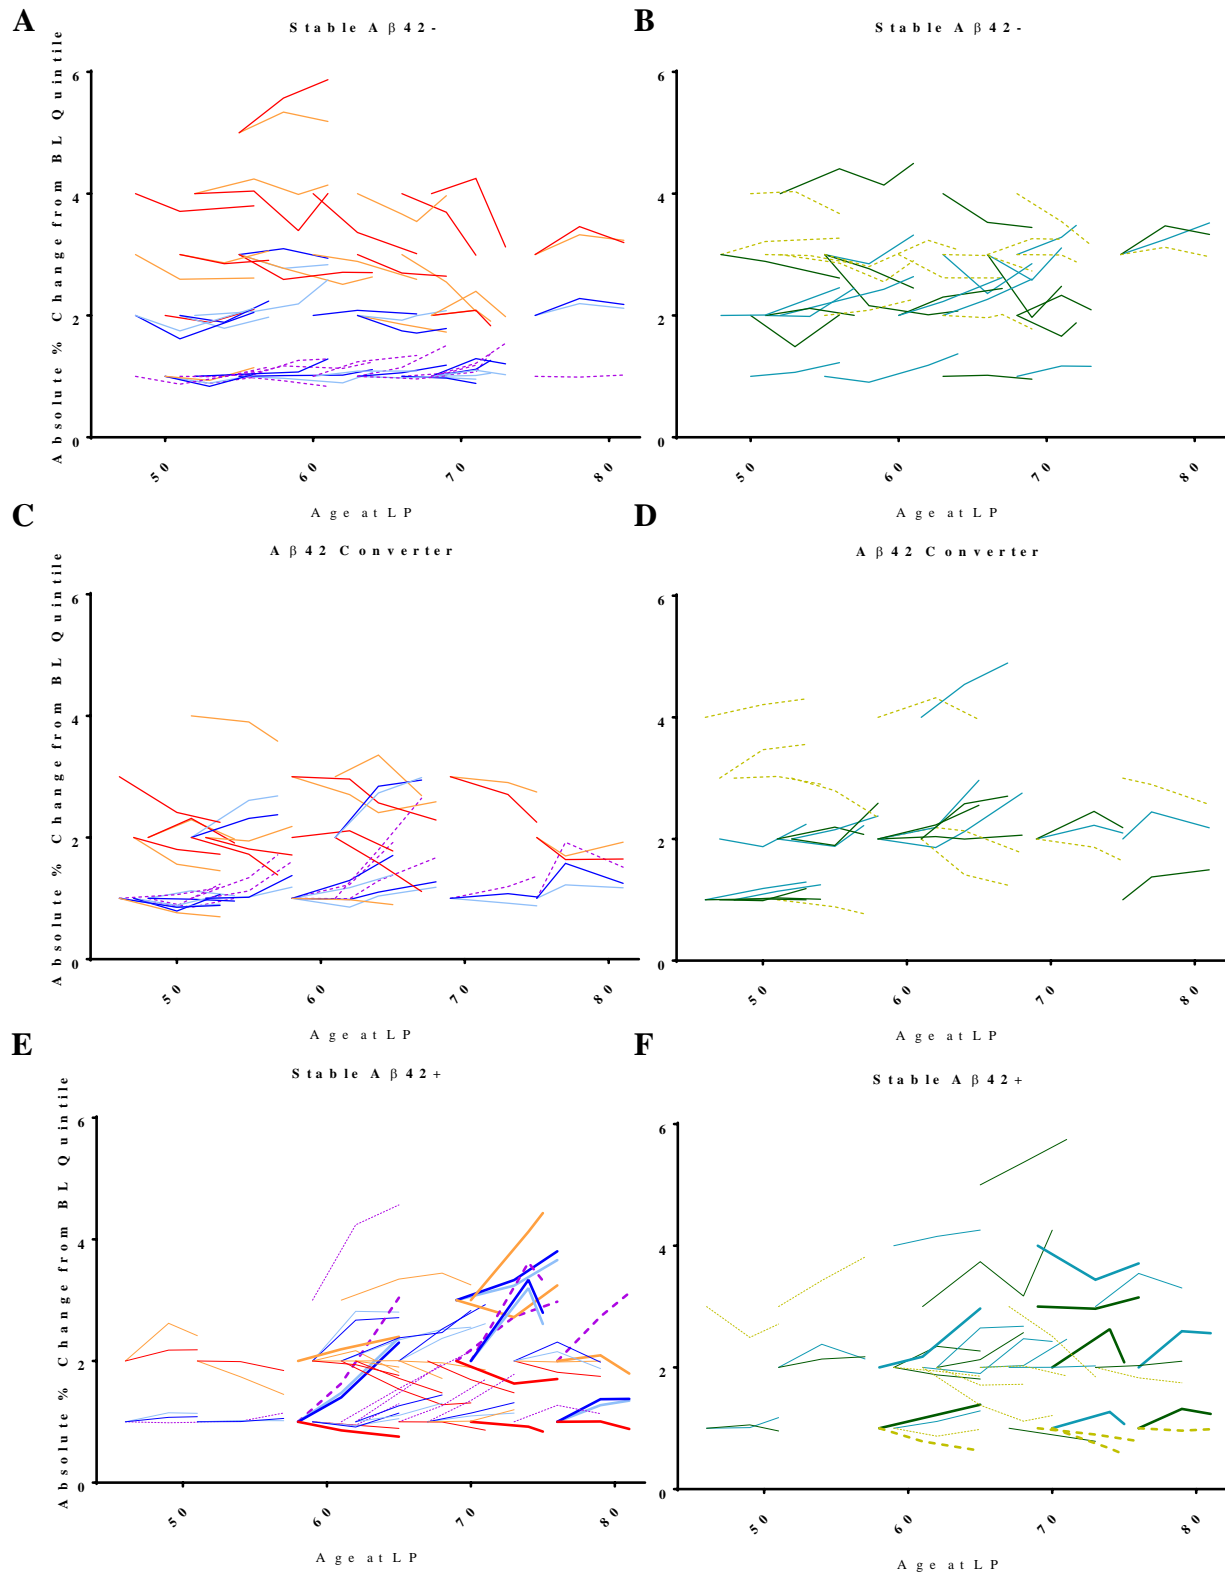 A
Stable Aβ42-
Absolute % Change from BL Quintile
6
4
2
0
50 60 70 80
Age at LP
B
Stable Aβ42-
6
4
2
0
50 60 70 80
Age at LP
C
Aβ42 Converter
Absolute % Change from BL Quintile
6
4
2
0
50 60 70 80
Age at LP
D
Aβ42 Converter
6
4
2
0
50 60 70 80
Age at LP
E
Stable Aβ42+
Absolute % Change from BL Quintile
6
4
2
0
50 60 70 80
Age at LP
F
Stable Aβ42+
6
4
2
0
50 60 70 80
Age at LP